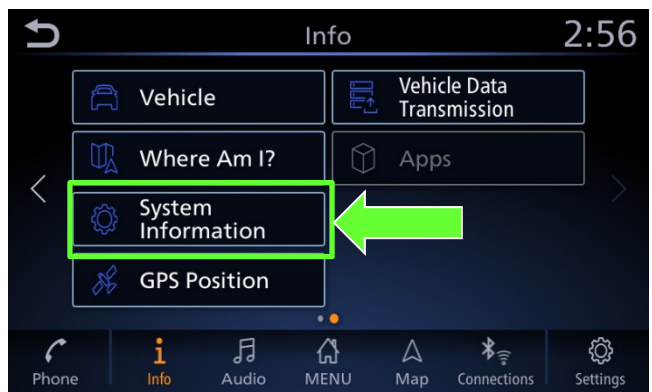 Info
2:56
Vehicle
Vehicle Data
Transmission
Where Am I?
Apps
System
Information
GPS Position
Phone
Info
Audio
MENU
Map
Connections
Settings